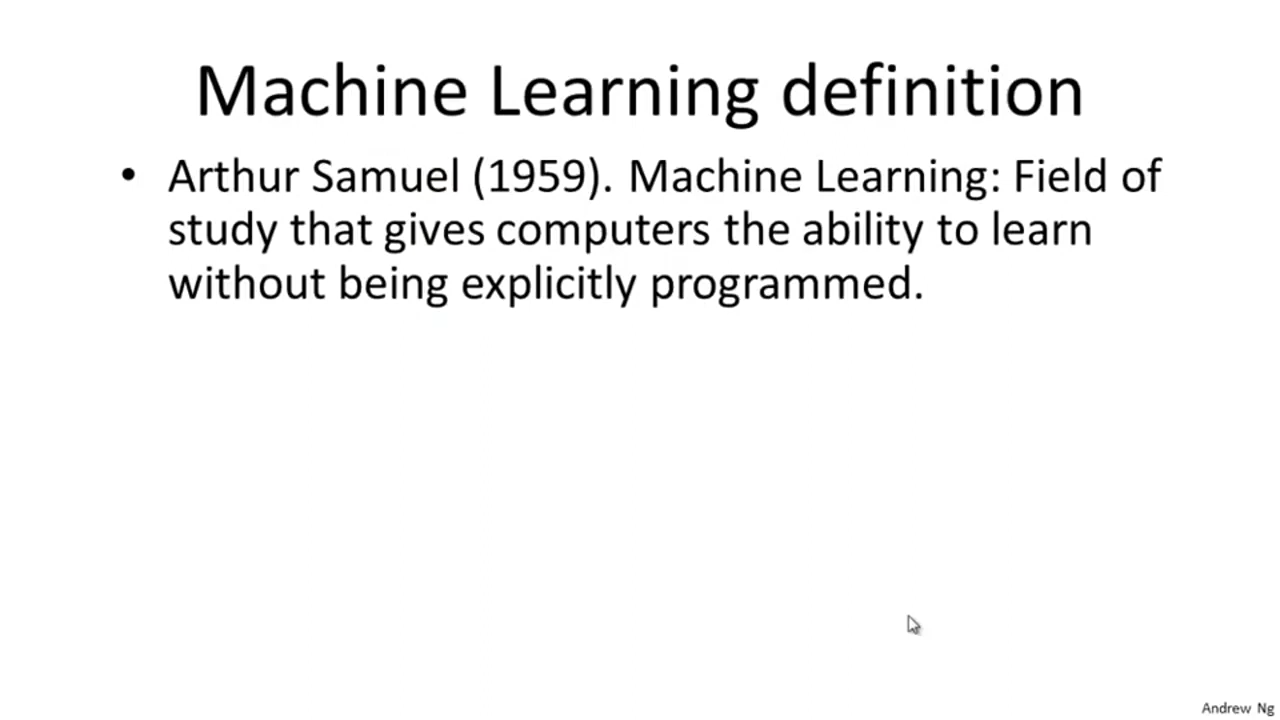 Machine Learning definition
• Arthur Samuel (1959). Machine Learning: Field of
study that gives computers the ability to learn
without being explicitly programmed.
Andrew Ng